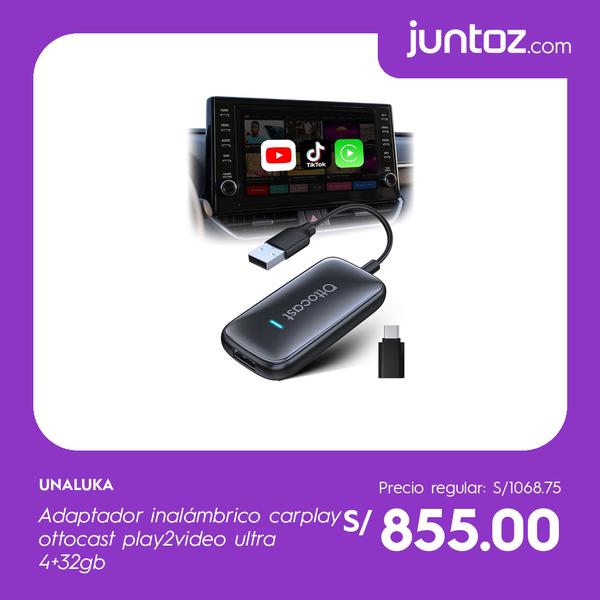 juntoz.com
TikTok
Ottocast
UNALUKA
Adaptador inalámbrico carplay
ottocast play2video ultra
4+32gb
Precio regular: S/1068.75
S/ 855.00